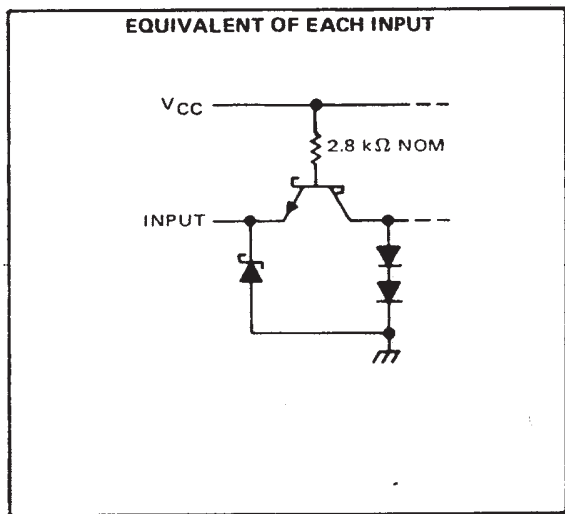 EQUIVALENT OF EACH INPUT
VCC
2.8 kΩ NOM
INPUT